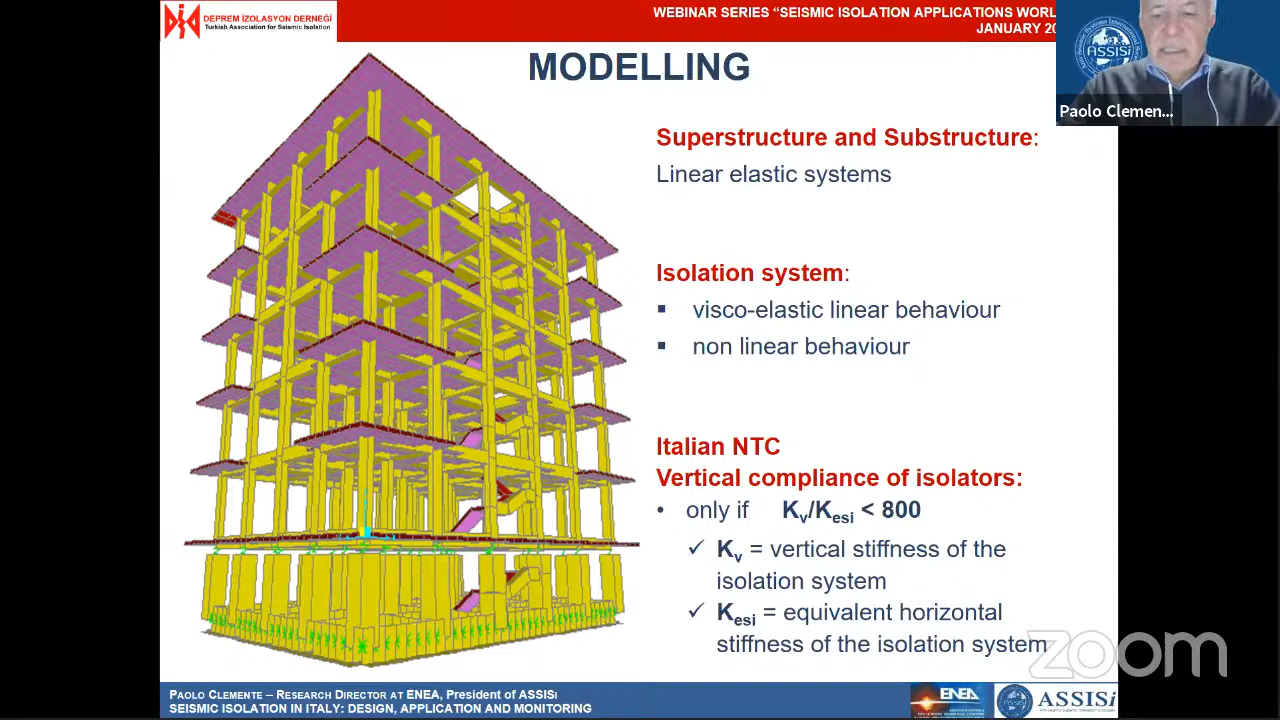 DEPREM İZOLASYON DERNEĞİ
Turkish Association for Seismic Isolation
WEBINAR SERIES “SEISMIC ISOLATION APPLICATIONS WORL
JANUARY 20
ASSISi
Paolo Clemen...
MODELLING
Superstructure and Substructure:
Linear elastic systems
Isolation system:
▪ visco-elastic linear behaviour
▪ non linear behaviour
Italian NTC
Vertical compliance of isolators:
• only if Kv/Kesi < 800
✓ Kv = vertical stiffness of the
isolation system
✓ Kesi = equivalent horizontal
stiffness of the isolation system
zoom
PAOLO CLEMENTE – RESEARCH DIRECTOR AT ENEA, President of ASSISi
SEISMIC ISOLATION IN ITALY: DESIGN, APPLICATION AND MONITORING
ENEA
ASSISi